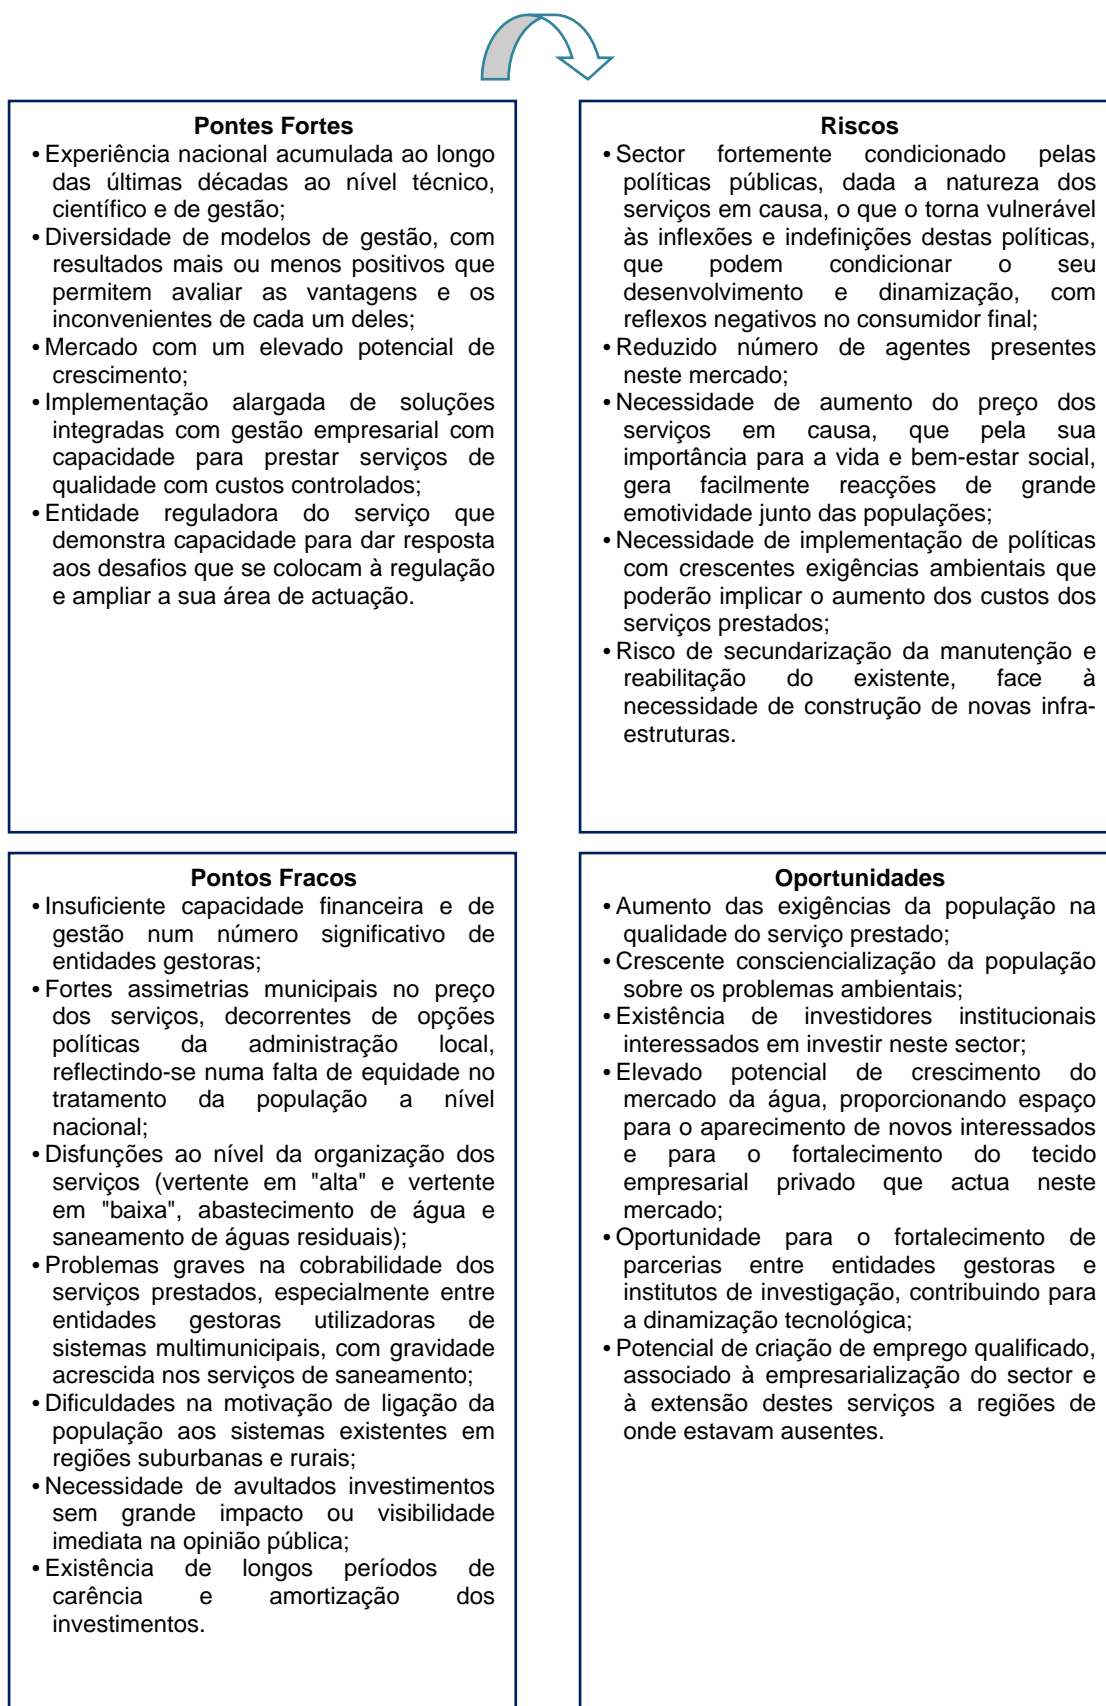 Pontes Fortes
• Experiência nacional acumulada ao longo
das últimas décadas ao nível técnico,
científico e de gestão;
• Diversidade de modelos de gestão, com
resultados mais ou menos positivos que
permitem avaliar as vantagens e os
inconvenientes de cada um deles;
• Mercado com um elevado potencial de
crescimento;
• Implementação alargada de soluções
integradas com gestão empresarial com
capacidade para prestar serviços de
qualidade com custos controlados;
• Entidade reguladora do serviço que
demonstra capacidade para dar resposta
aos desafios que se colocam à regulação
e ampliar a sua área de actuação.
Riscos
• Sector fortemente condicionado pelas
políticas públicas, dada a natureza dos
serviços em causa, o que o torna vulnerável
às inflexões e indefinições destas políticas,
que podem condicionar o seu
desenvolvimento e dinamização, com
reflexos negativos no consumidor final;
• Reduzido número de agentes presentes
neste mercado;
• Necessidade de aumento do preço dos
serviços em causa, que pela sua
importância para a vida e bem-estar social,
gera facilmente reacções de grande
emotividade junto das populações;
• Necessidade de implementação de políticas
com crescentes exigências ambientais que
poderão implicar o aumento dos custos dos
serviços prestados;
• Risco de secundarização da manutenção e
reabilitação do existente, face à
necessidade de construção de novas infra-
estruturas.
Pontos Fracos
• Insuficiente capacidade financeira e de
gestão num número significativo de
entidades gestoras;
• Fortes assimetrias municipais no preço
dos serviços, decorrentes de opções
políticas da administração local,
reflectindo-se numa falta de equidade no
tratamento da população a nível
nacional;
• Disfunções ao nível da organização dos
serviços (vertente em "alta" e vertente
em "baixa", abastecimento de água e
saneamento de águas residuais);
• Problemas graves na cobrabilidade dos
serviços prestados, especialmente entre
entidades gestoras utilizadoras de
sistemas multimunicipais, com gravidade
acrescida nos serviços de saneamento;
• Dificuldades na motivação de ligação da
população aos sistemas existentes em
regiões suburbanas e rurais;
• Necessidade de avultados investimentos
sem grande impacto ou visibilidade
imediata na opinião pública;
• Existência de longos períodos de
carência e amortização dos
investimentos.
Oportunidades
• Aumento das exigências da população na
qualidade do serviço prestado;
• Crescente consciencialização da população
sobre os problemas ambientais;
• Existência de investidores institucionais
interessados em investir neste sector;
• Elevado potencial de crescimento do
mercado da água, proporcionando espaço
para o aparecimento de novos interessados
e para o fortalecimento do tecido
empresarial privado que actua neste
mercado;
• Oportunidade para o fortalecimento de
parcerias entre entidades gestoras e
institutos de investigação, contribuindo para
a dinamização tecnológica;
• Potencial de criação de emprego qualificado,
associado à empresarialização do sector e
à extensão destes serviços a regiões de
onde estavam ausentes.